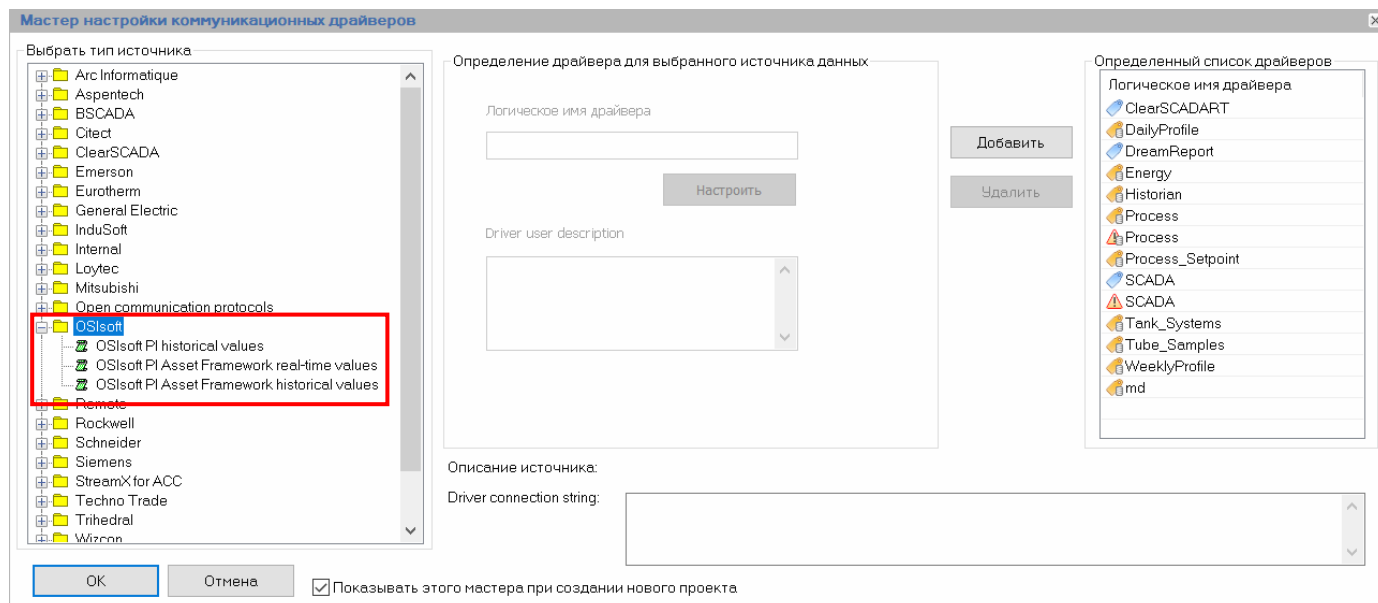 Мастер настройки коммуникационных драйверов
Выбрать тип источника
Arc Informatique
Aspentech
BSCADA
Citect
ClearSCADA
Emerson
Eurotherm
General Electric
InduSoft
Internal
Loytec
Mitsubishi
Open communication protocols
OSIsoft
OSIsoft PI historical values
OSIsoft PI Asset Framework real-time values
OSIsoft PI Asset Framework historical values
Remote
Rockwell
Schneider
Siemens
StreamX for ACC
Techno Trade
Trihedral
Wizcon
Определение драйвера для выбранного источника данных
Логическое имя драйвера
Настроить
Driver user description
Добавить
Удалить
Определенный список драйверов
Логическое имя драйвера
ClearSCADART
DailyProfile
DreamReport
Energy
Historian
Process
Process
Process_Setpoint
SCADA
SCADA
Tank_Systems
Tube_Samples
WeeklyProfile
md
Описание источника:
Driver connection string:
OK
Отмена
Показывать этого мастера при создании нового проекта